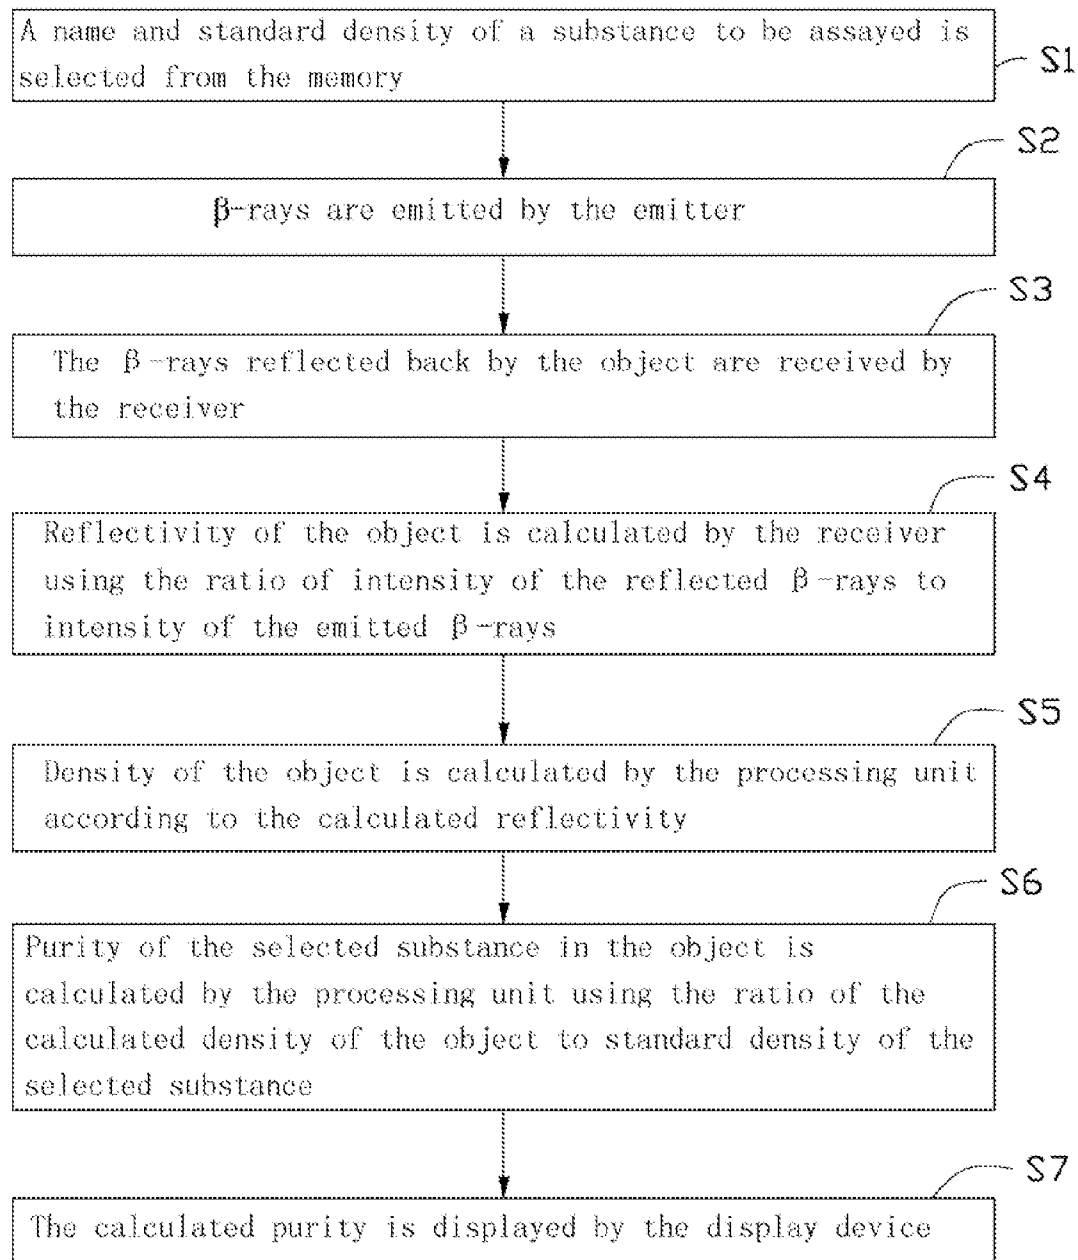 A name and standard density of a substance to be assayed is
selected from the memory
S1
S2
β-rays are emitted by the emitter
S3
The β-rays reflected back by the object are received by
the receiver
S4
Reflectivity of the object is calculated by the receiver
using the ratio of intensity of the reflected β-rays to
intensity of the emitted β-rays
S5
Density of the object is calculated by the processing unit
according to the calculated reflectivity
S6
Purity of the selected substance in the object is
calculated by the processing unit using the ratio of the
calculated density of the object to standard density of the
selected substance
S7
The calculated purity is displayed by the display device